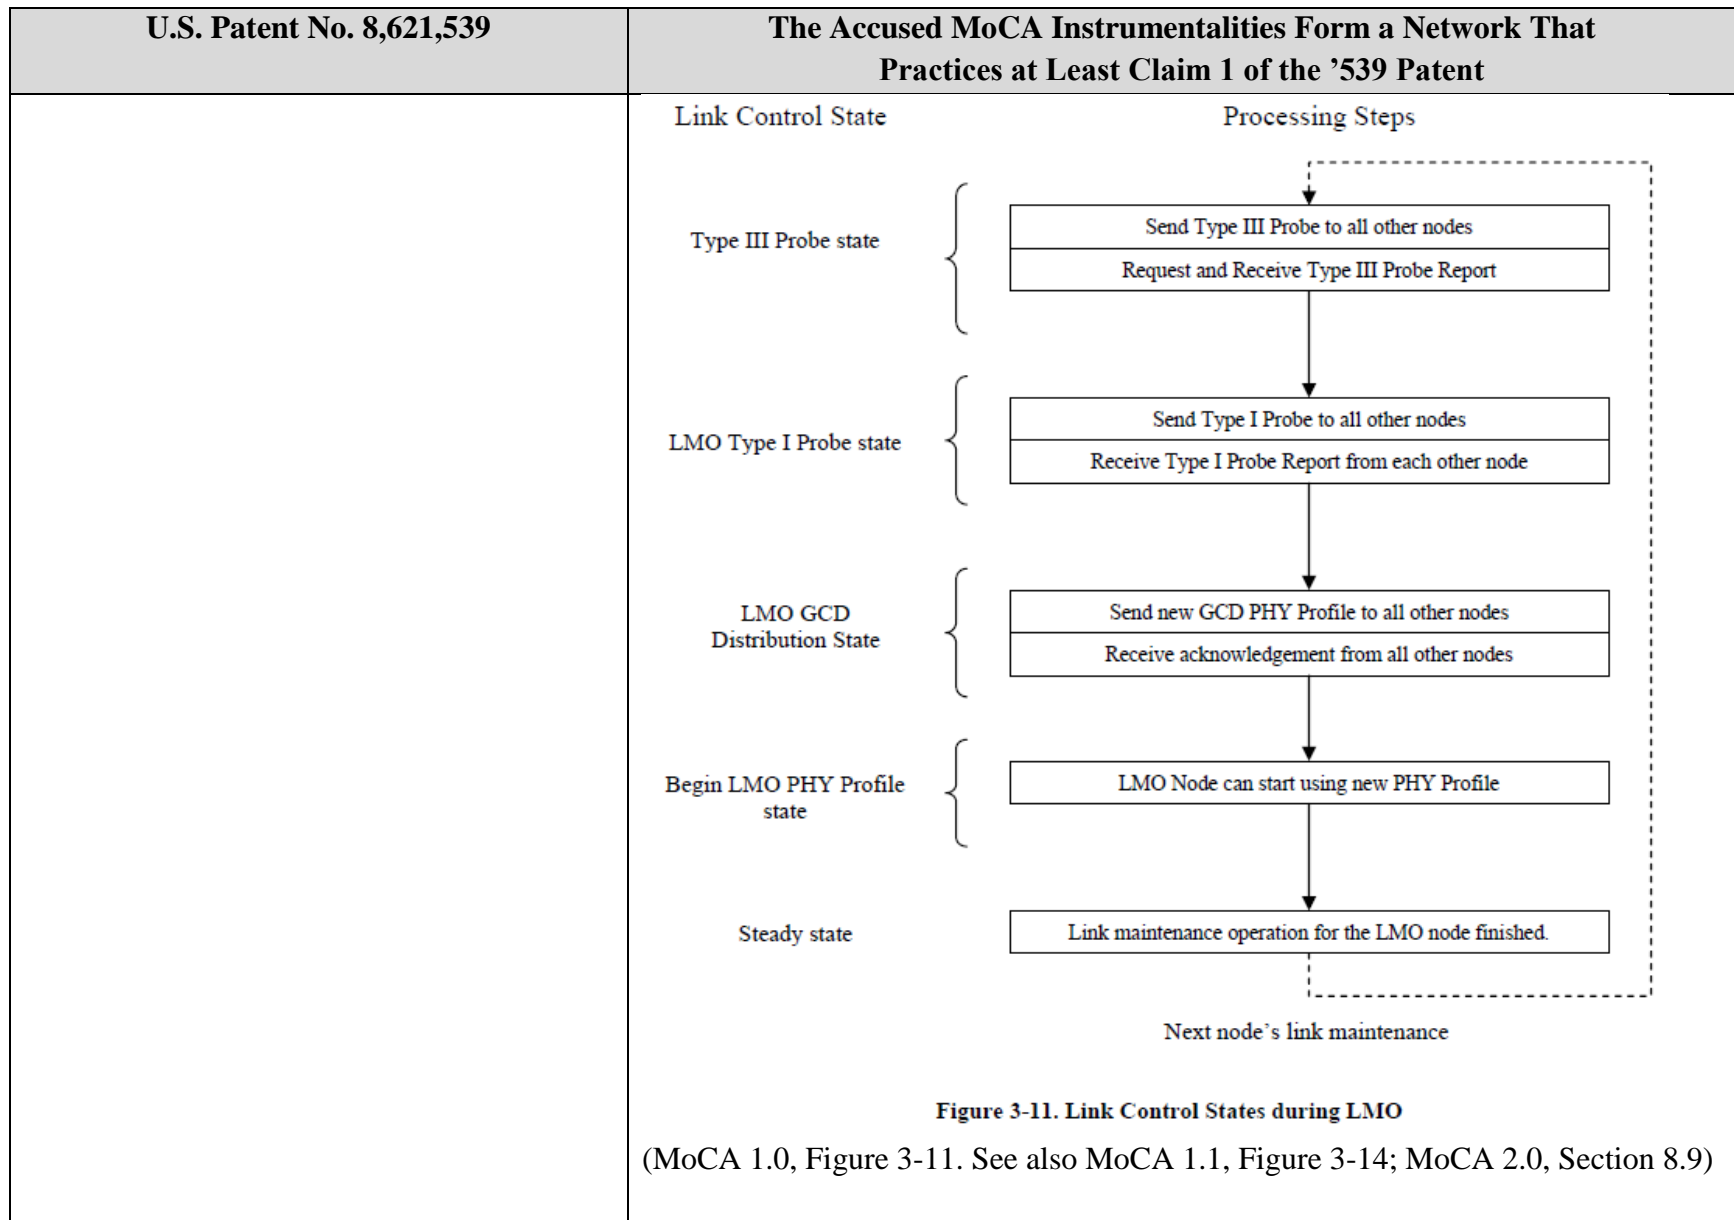 U.S. Patent No. 8,621,539
The Accused MoCA Instrumentalities Form a Network That
Practices at Least Claim 1 of the ’539 Patent
Link Control State
Processing Steps
Type III Probe state
Send Type III Probe to all other nodes
Request and Receive Type III Probe Report
LMO Type I Probe state
Send Type I Probe to all other nodes
Receive Type I Probe Report from each other node
LMO GCD
Distribution State
Send new GCD PHY Profile to all other nodes
Receive acknowledgement from all other nodes
Begin LMO PHY Profile
state
LMO Node can start using new PHY Profile
Steady state
Link maintenance operation for the LMO node finished.
Next node’s link maintenance
Figure 3-11. Link Control States during LMO
(MoCA 1.0, Figure 3-11. See also MoCA 1.1, Figure 3-14; MoCA 2.0, Section 8.9)